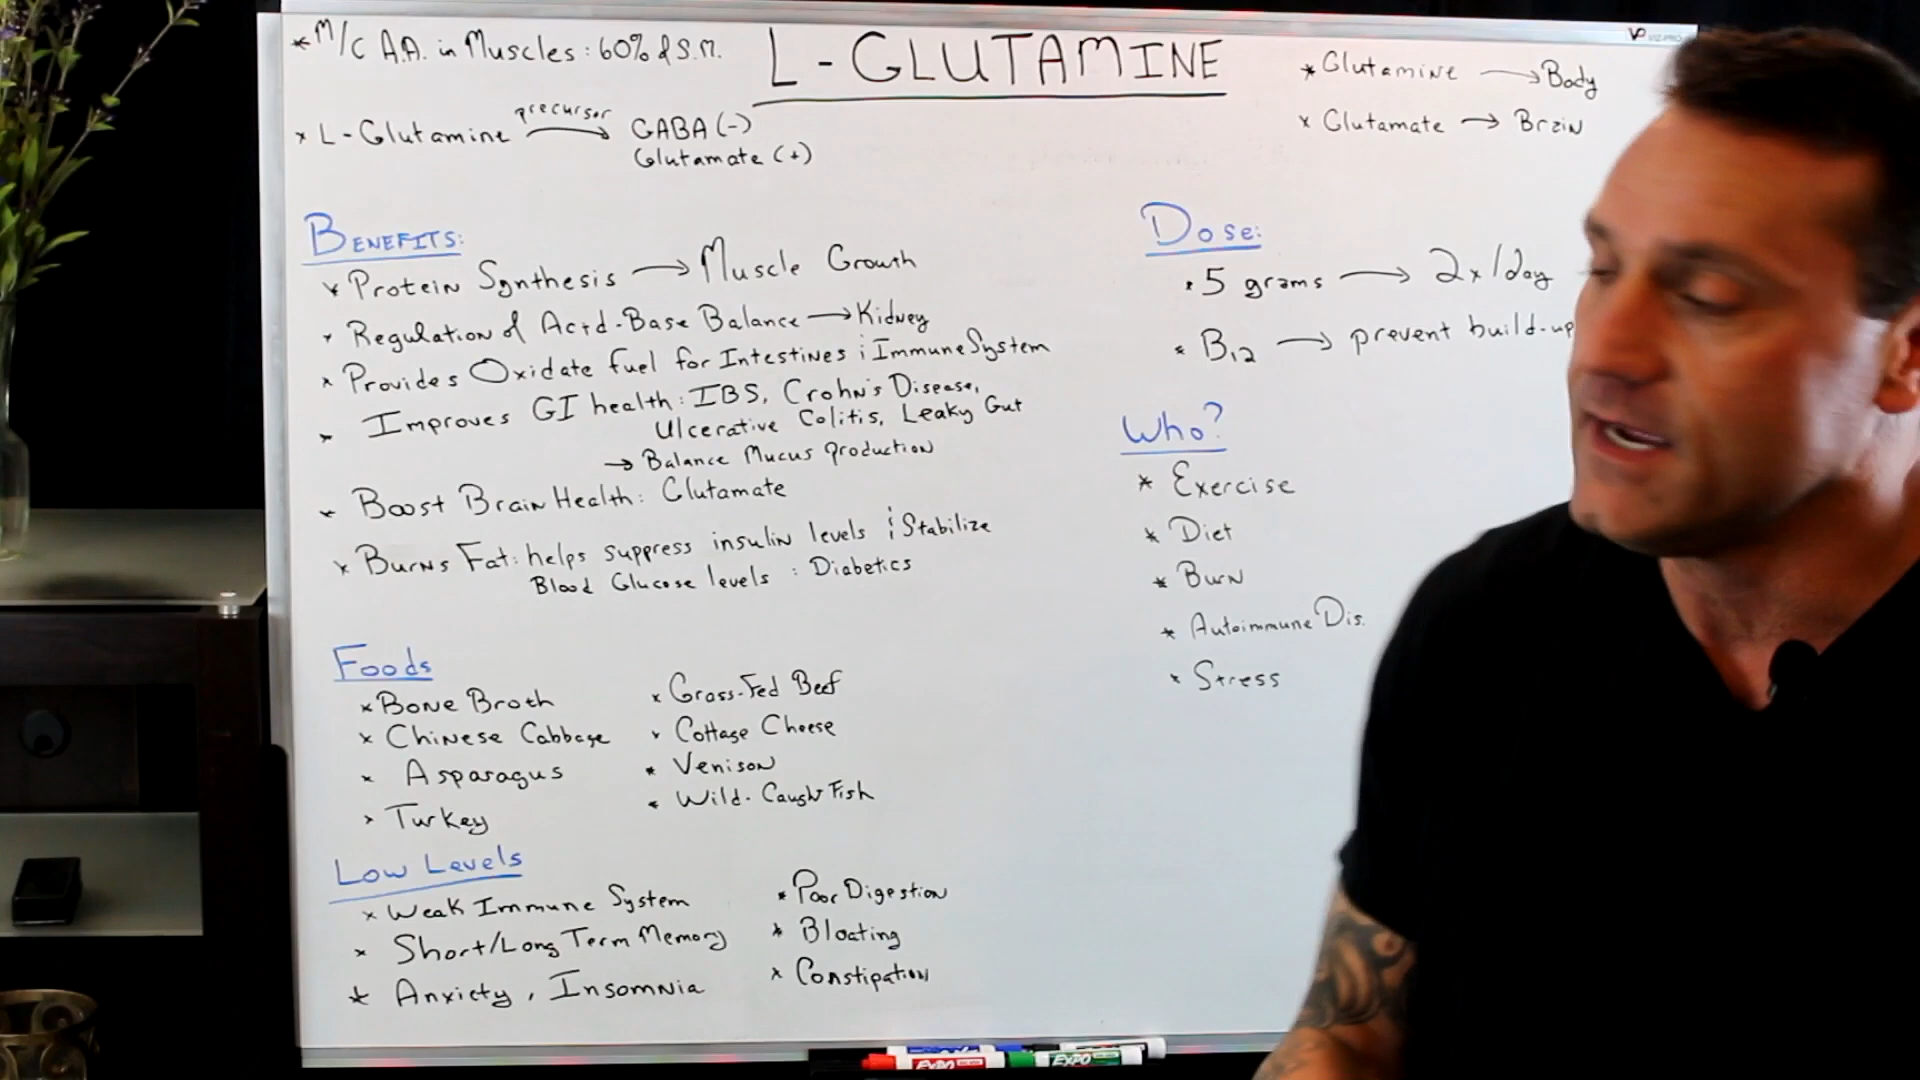 * M/C A.A. in Muscles: 60% of S.M.
L-GLUTAMINE
* L-Glutamine precursor → GABA (-)
Glutamate (+)
* Glutamine → Body
* Glutamate → Brain
BENEFITS:
* Protein Synthesis → Muscle Growth
* Regulation of Acid-Base Balance → Kidney
* Provides Oxidate fuel for Intestines & Immune System
* Improves GI health: IBS, Crohn's Disease,
Ulcerative Colitis, Leaky Gut
→ Balance Mucus production
* Boost Brain Health: Glutamate
* Burns Fat: helps suppress insulin levels & Stabilize
Blood Glucose levels: Diabetics
Foods
* Bone Broth
* Chinese Cabbage
* Asparagus
* Turkey
* Grass-Fed Beef
* Cottage Cheese
* Venison
* Wild-Caught Fish
Low Levels
* Weak Immune System
* Short/Long Term Memory
* Anxiety, Insomnia
* Poor Digestion
* Bloating
* Constipation
Dose:
* 5 grams → 2x/day
* B12 → prevent build-up
Who?
* Exercise
* Diet
* Burn
* Autoimmune Dis.
* Stress
EXPO
EXPO